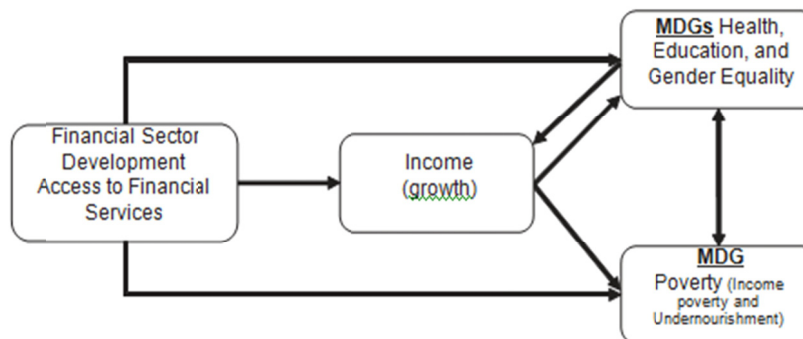 MDGs Health,
Education, and
Gender Equality
Financial Sector
Development
Access to Financial
Services
Income
(growth)
MDG
Poverty (Income
poverty and
Undernourishment)